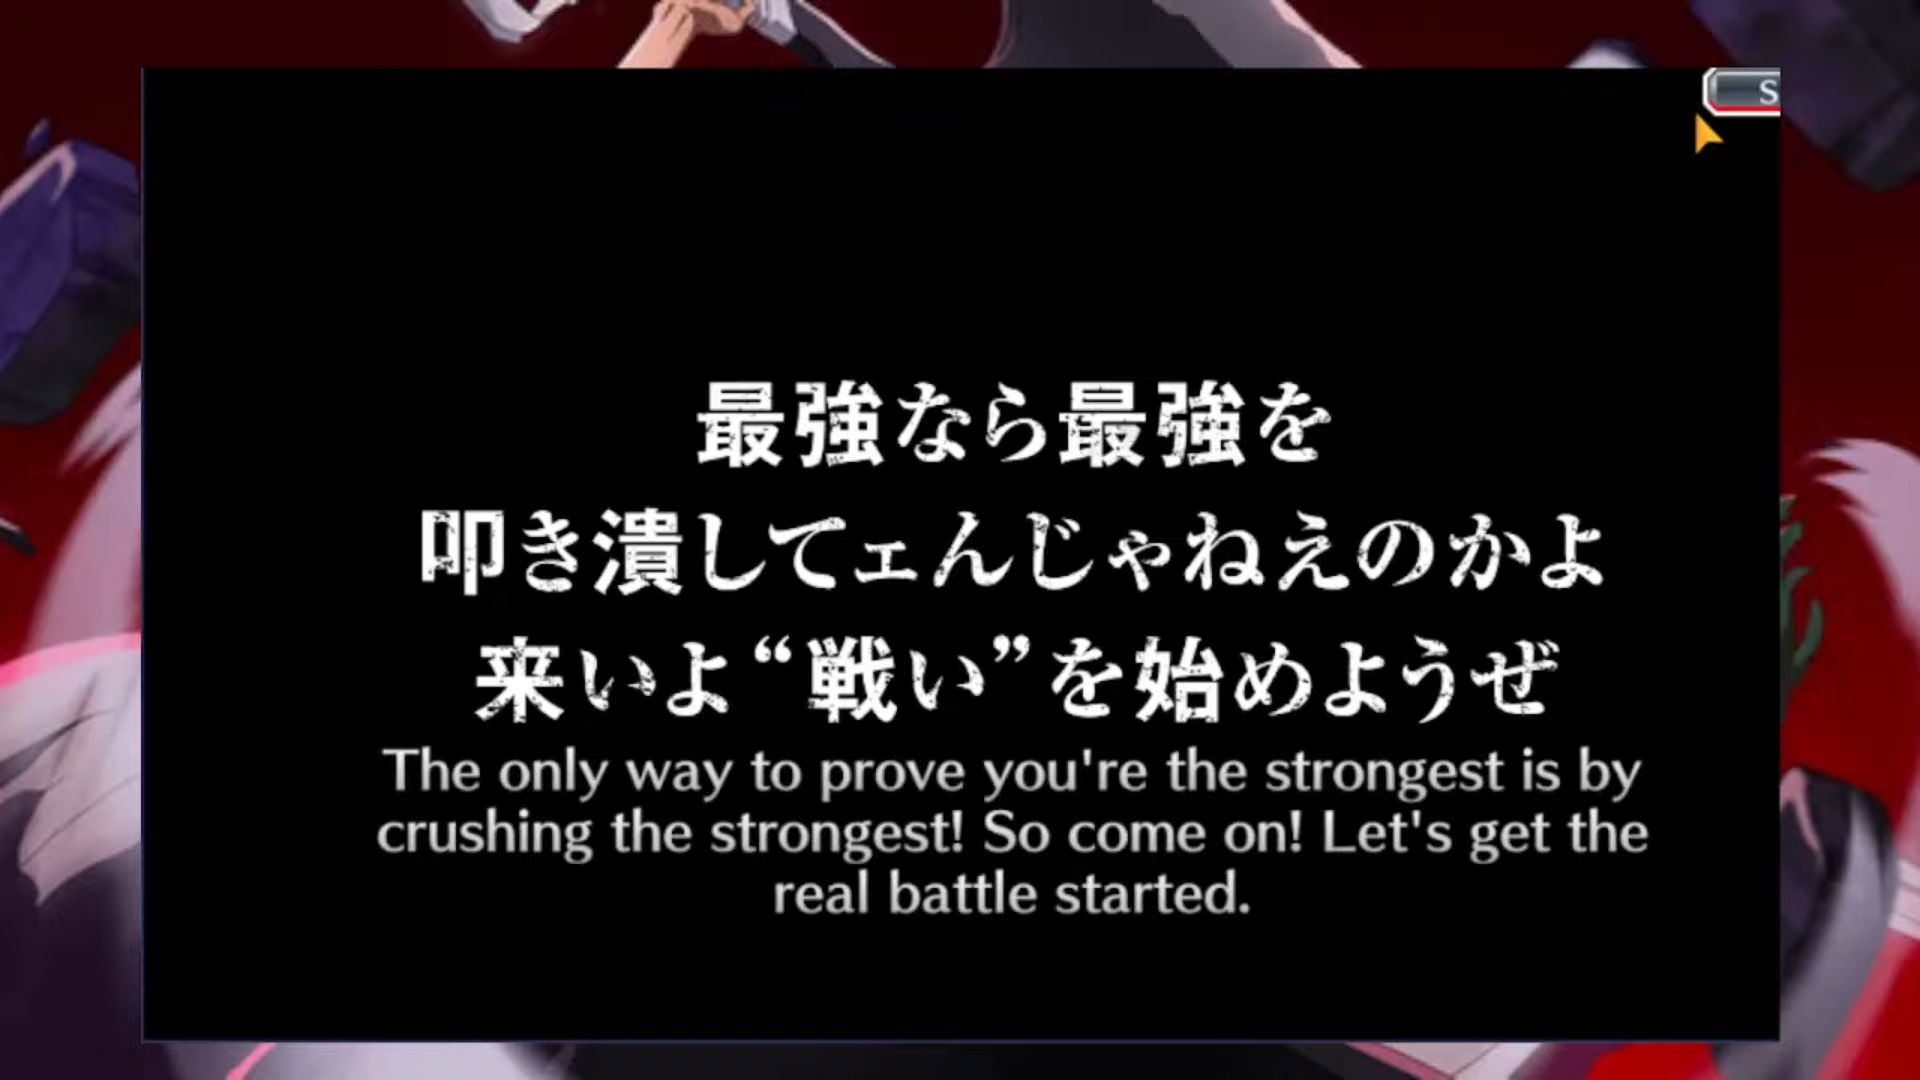 S
最強なら最強を
叩き潰してェんじゃねえのかよ
来いよ“戦い”を始めようぜ
The only way to prove you're the strongest is by
crushing the strongest! So come on! Let's get the
real battle started.